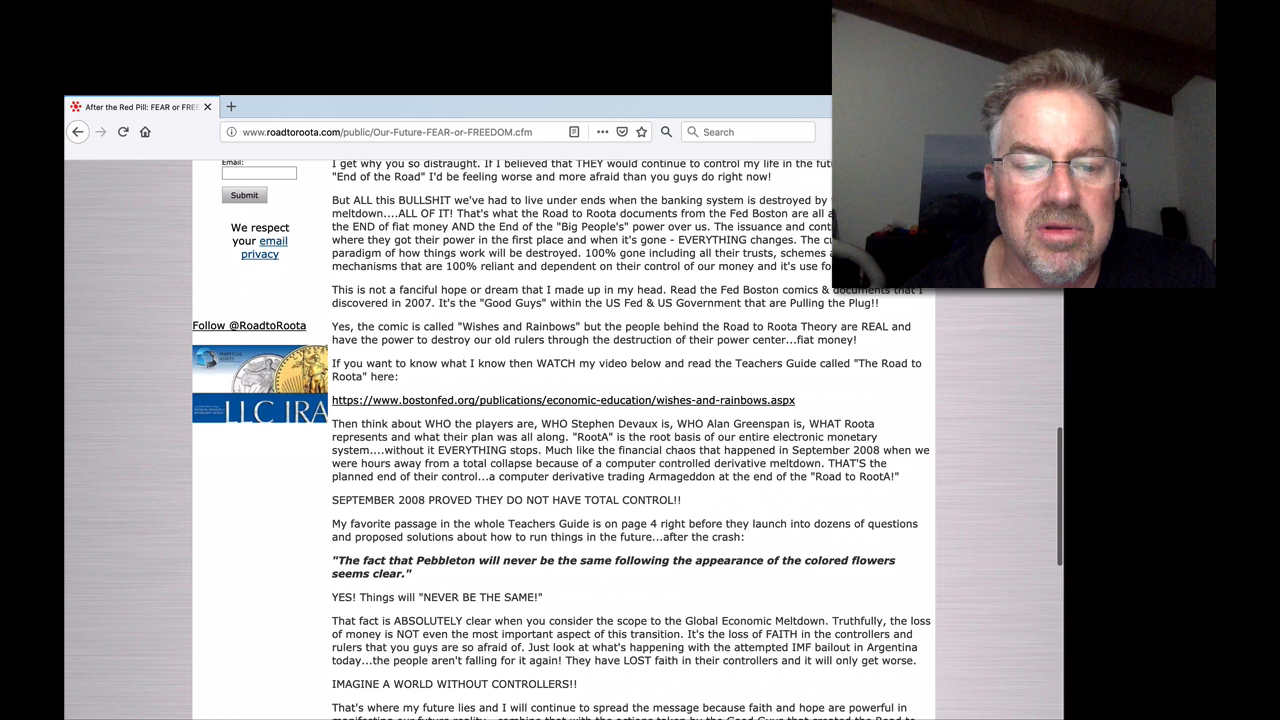 After the Red Pill: FEAR or FREE
www.roadtoroota.com/public/Our-Future-FEAR-or-FREEDOM.cfm
Search
Email:
Submit
We respect
your email
privacy
Follow @RoadtoRoota
PERPETUAL
ASSETS
LLC IRA
I get why you so distraught. If I believed that THEY would continue to control my life in the
"End of the Road" I'd be feeling worse and more afraid than you guys do right now!
But ALL this BULLSHIT we've had to live under ends when the banking system is destroyed by
meltdown....ALL OF IT! That's what the Road to Roota documents from the Fed Boston are all
the END of fiat money AND the End of the "Big People's" power over us. The issuance and
where they got their power in the first place and when it's gone - EVERYTHING changes. The
paradigm of how things work will be destroyed. 100% gone including all their trusts, schemes
mechanisms that are 100% reliant and dependent on their control of our money and it's use
This is not a fanciful hope or dream that I made up in my head. Read the Fed Boston comics & documents that I
discovered in 2007. It's the "Good Guys" within the US Fed & US Government that are Pulling the Plug!!
Yes, the comic is called "Wishes and Rainbows" but the people behind the Road to Roota Theory are REAL and
have the power to destroy our old rulers through the destruction of their power center...fiat money!
If you want to know what I know then WATCH my video below and read the Teachers Guide called "The Road to
Roota" here:
https://www.bostonfed.org/publications/economic-education/wishes-and-rainbows.aspx
Then think about WHO the players are, WHO Stephen Devaux is, WHO Alan Greenspan is, WHAT Roota
represents and what their plan was all along. "RootA" is the root basis of our entire electronic monetary
system....without it EVERYTHING stops. Much like the financial chaos that happened in September 2008 when we
were hours away from a total collapse because of a computer controlled derivative meltdown. THAT'S the
planned end of their control...a computer derivative trading Armageddon at the end of the "Road to RootA!"
SEPTEMBER 2008 PROVED THEY DO NOT HAVE TOTAL CONTROL!!
My favorite passage in the whole Teachers Guide is on page 4 right before they launch into dozens of questions
and proposed solutions about how to run things in the future...after the crash:
"The fact that Pebbleton will never be the same following the appearance of the colored flowers
seems clear."
YES! Things will "NEVER BE THE SAME!"
That fact is ABSOLUTELY clear when you consider the scope to the Global Economic Meltdown. Truthfully, the loss
of money is NOT even the most important aspect of this transition. It's the loss of FAITH in the controllers and
rulers that you guys are so afraid of. Just look at what's happening with the attempted IMF bailout in Argentina
today...the people aren't falling for it again! They have LOST faith in their controllers and it will only get worse.
IMAGINE A WORLD WITHOUT CONTROLLERS!!
That's where my future lies and I will continue to spread the message because faith and hope are powerful in